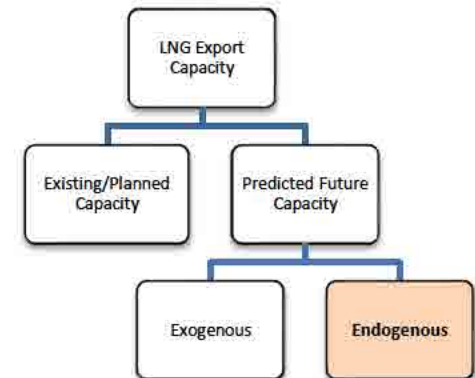 LNG Export
Capacity
Existing/Planned
Capacity
Predicted Future
Capacity
Exogenous
Endogenous